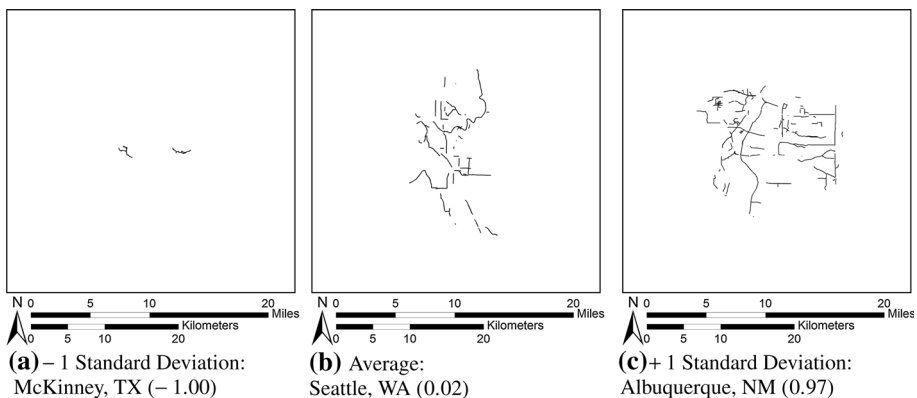 N 0 5 10 20 Miles
Kilometers
0 5 10 20
(a) – 1 Standard Deviation:
McKinney, TX (– 1.00)
N 0 5 10 20 Miles
Kilometers
0 5 10 20
(b) Average:
Seattle, WA (0.02)
N 0 5 10 20 Miles
Kilometers
0 5 10 20
(c) + 1 Standard Deviation:
Albuquerque, NM (0.97)